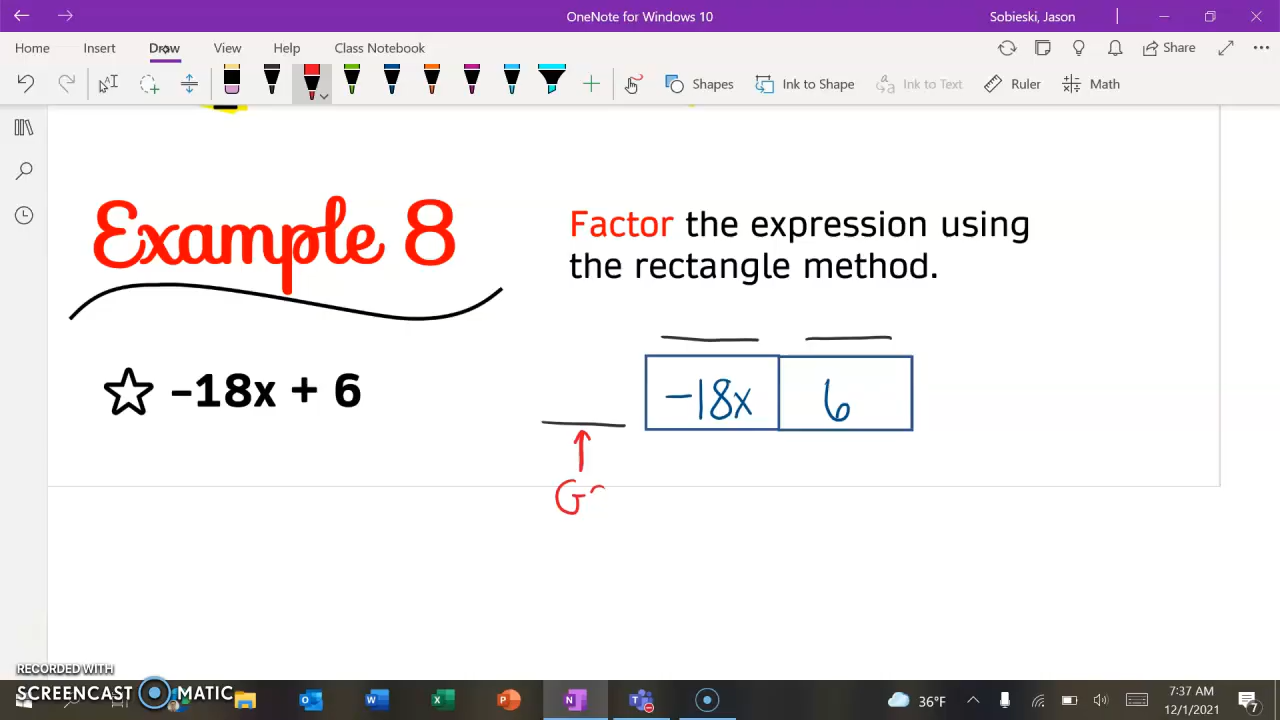 OneNote for Windows 10
Sobieski, Jason
Home Insert Draw View Help Class Notebook
Share
Shapes
Ink to Shape
Ink to Text
Ruler
Math
Example 8
Factor the expression using
the rectangle method.
–18x + 6
-18x 6
G
RECORDED WITH
SCREENCAST MATIC
36°F
7:37 AM
12/1/2021
7